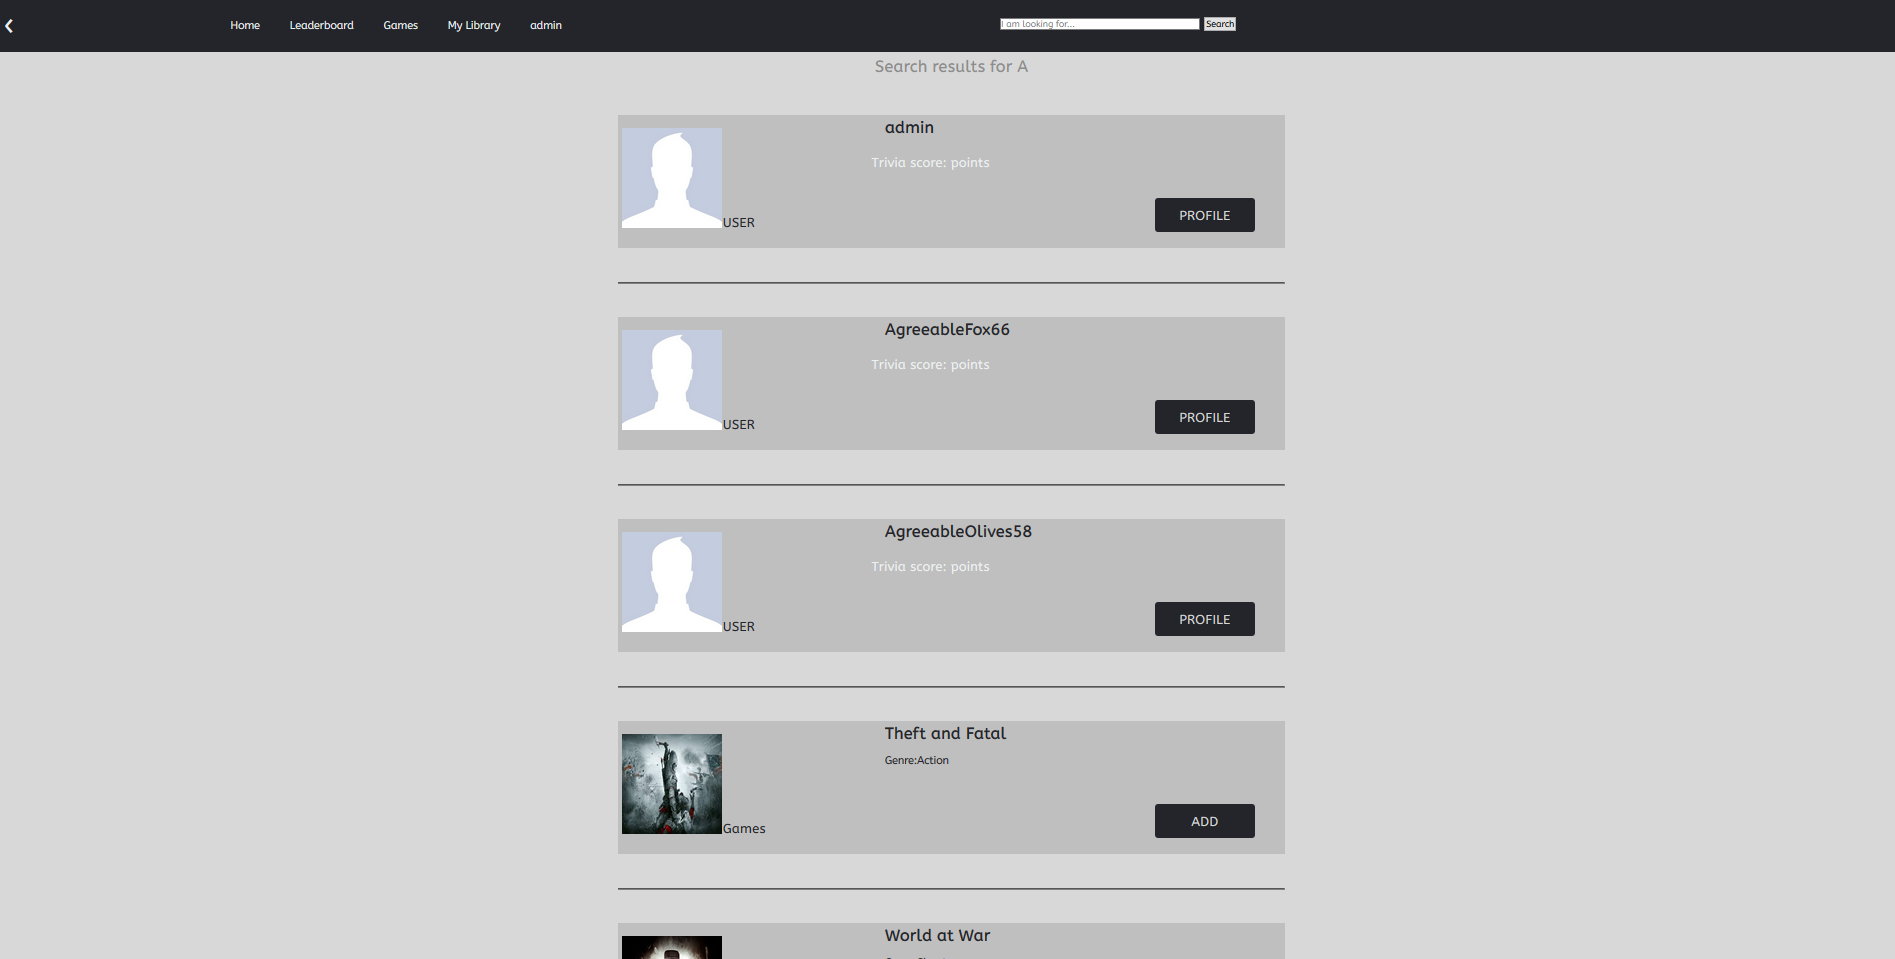 Home Leaderboard Games My Library admin I am looking for... Search
Search results for A
admin
Trivia score: points
USER
PROFILE
AgreeableFox66
Trivia score: points
USER
PROFILE
AgreeableOlives58
Trivia score: points
USER
PROFILE
Theft and Fatal
Genre:Action
Games
ADD
World at War